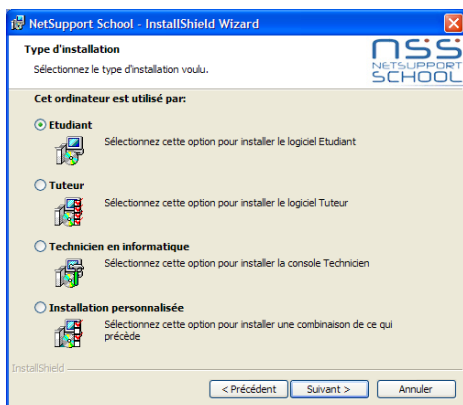 NetSupport School - InstallShield Wizard
Type d'installation
Sélectionnez le type d'installation voulu.
nss
NETSUPPORT
SCHOOL
Cet ordinateur est utilisé par:
Etudiant
Sélectionnez cette option pour installer le logiciel Etudiant
Tuteur
Sélectionnez cette option pour installer le logiciel Tuteur
Technicien en informatique
Sélectionnez cette option pour installer la console Technicien
Installation personnalisée
Sélectionnez cette option pour installer une combinaison de ce qui
précède
InstallShield
< Précédent
Suivant >
Annuler